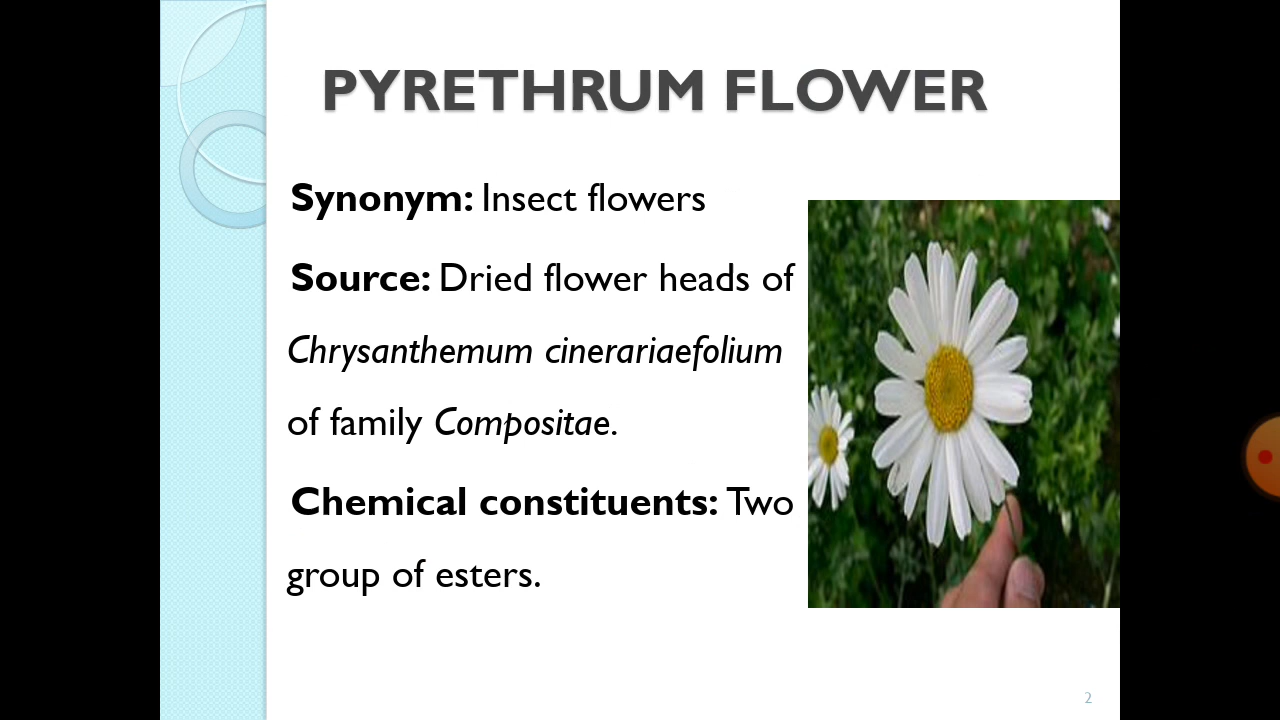 PYRETHRUM FLOWER
Synonym: Insect flowers
Source: Dried flower heads of
Chrysanthemum cinerariaefolium
of family Compositae.
Chemical constituents: Two
group of esters.
2